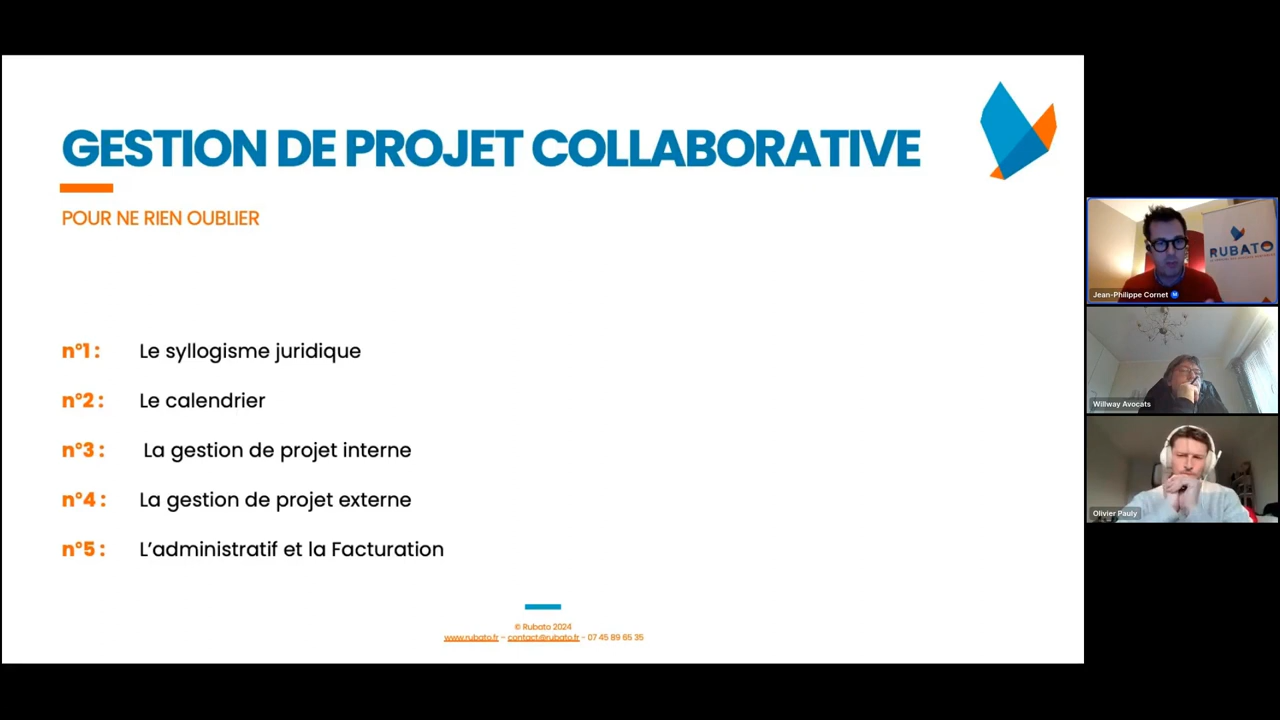 GESTION DE PROJET COLLABORATIVE
POUR NE RIEN OUBLIER
n°1 : Le syllogisme juridique
n°2 : Le calendrier
n°3 : La gestion de projet interne
n°4 : La gestion de projet externe
n°5 : L'administratif et la Facturation
© Rubato 2024
www.rubato.fr - contact@rubato.fr - 07 45 89 65 35
RUBATO
Jean-Philippe Cornet
Willway Avocats
Olivier Pauly